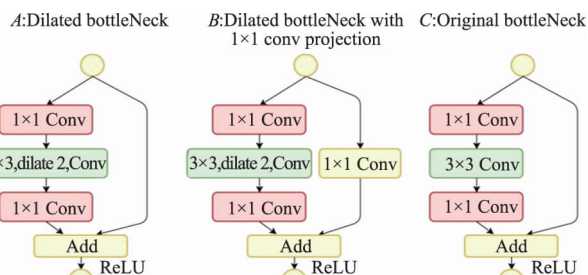 A:Dilated bottleNeck
1×1 Conv
×3,dilate 2,Conv
1×1 Conv
Add
ReLU
B:Dilated bottleNeck with
1×1 conv projection
1×1 Conv
3×3,dilate 2,Conv
1×1 Conv
1×1 Conv
Add
ReLU
C:Original bottleNeck
1×1 Conv
3×3 Conv
1×1 Conv
Add
ReLU